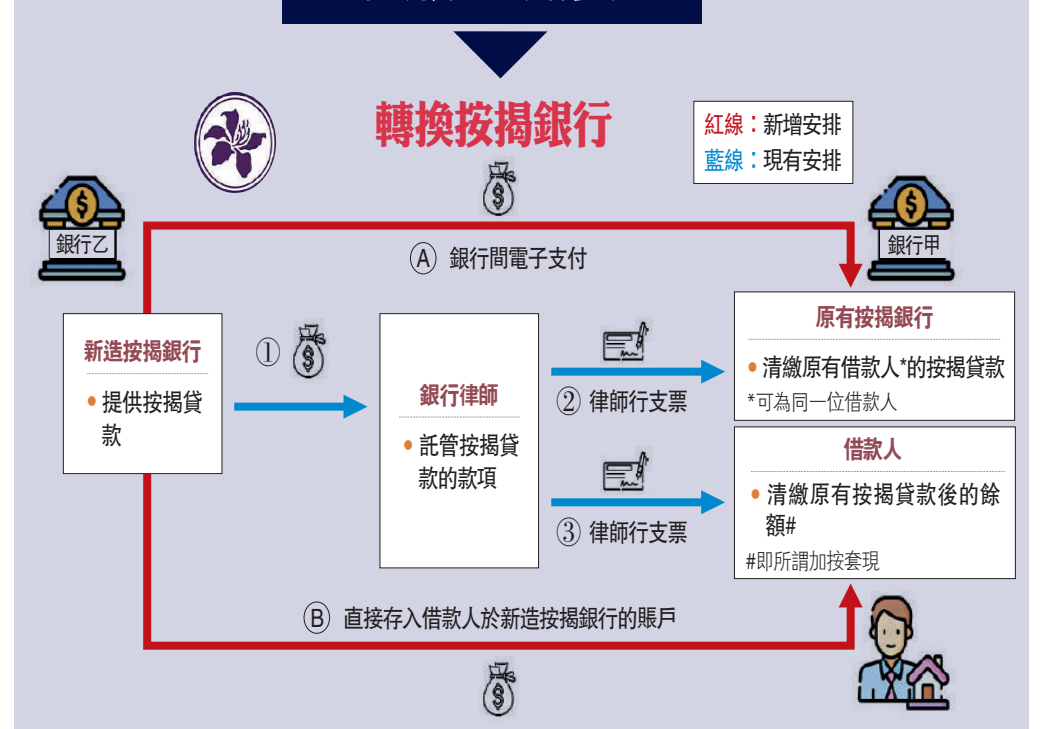 轉換按揭銀行
紅線：新增安排
藍線：現有安排
銀行乙
銀行甲
Ⓐ 銀行間電子支付
新造按揭銀行
• 提供按揭貸
款
①
銀行律師
• 託管按揭貸
款的款項
② 律師行支票
③ 律師行支票
原有按揭銀行
• 清繳原有借款人*的按揭貸款
*可為同一位借款人
借款人
• 清繳原有按揭貸款後的餘
額#
#即所謂加按套現
Ⓑ 直接存入借款人於新造按揭銀行的賬戶